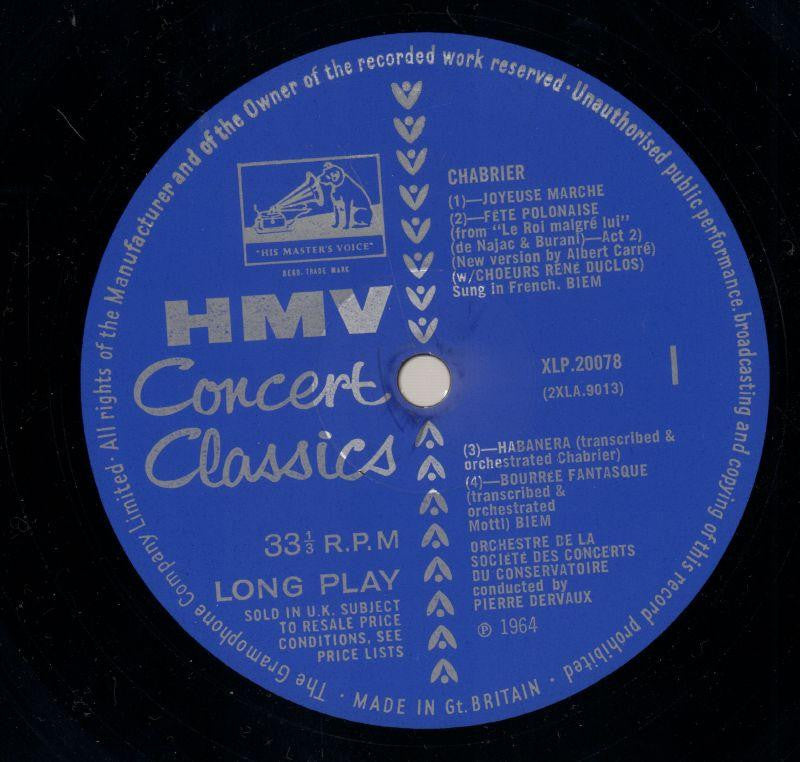 The Gramophone Company Limited · All rights of the Manufacturer and of the Owner of the recorded work reserved · Unauthorised public performance, broadcasting and copying of this record prohibited ·
"HIS MASTER'S VOICE"
REGD. TRADE MARK
HMV
Concert
Classics
33⅓ R.P.M
LONG PLAY
SOLD IN U.K. SUBJECT
TO RESALE PRICE
CONDITIONS, SEE
PRICE LISTS
CHABRIER
(1)—JOYEUSE MARCHE
(2)—FÊTE POLONAISE
(from "Le Roi malgré lui"
(de Najac & Burani)—Act 2)
(New version by Albert Carré)
(w/CHOEURS RENÉ DUCLOS)
Sung in French. BIEM
XLP.20078
(2XLA.9013)
1
(3)—HABANERA (transcribed &
orchestrated Chabrier)
(4)—BOURRÉE FANTASQUE
(transcribed &
orchestrated
Mottl) BIEM
ORCHESTRE DE LA
SOCIÉTÉ DES CONCERTS
DU CONSERVATOIRE
conducted by
PIERRE DERVAUX
℗ 1964
MADE IN Gt. BRITAIN